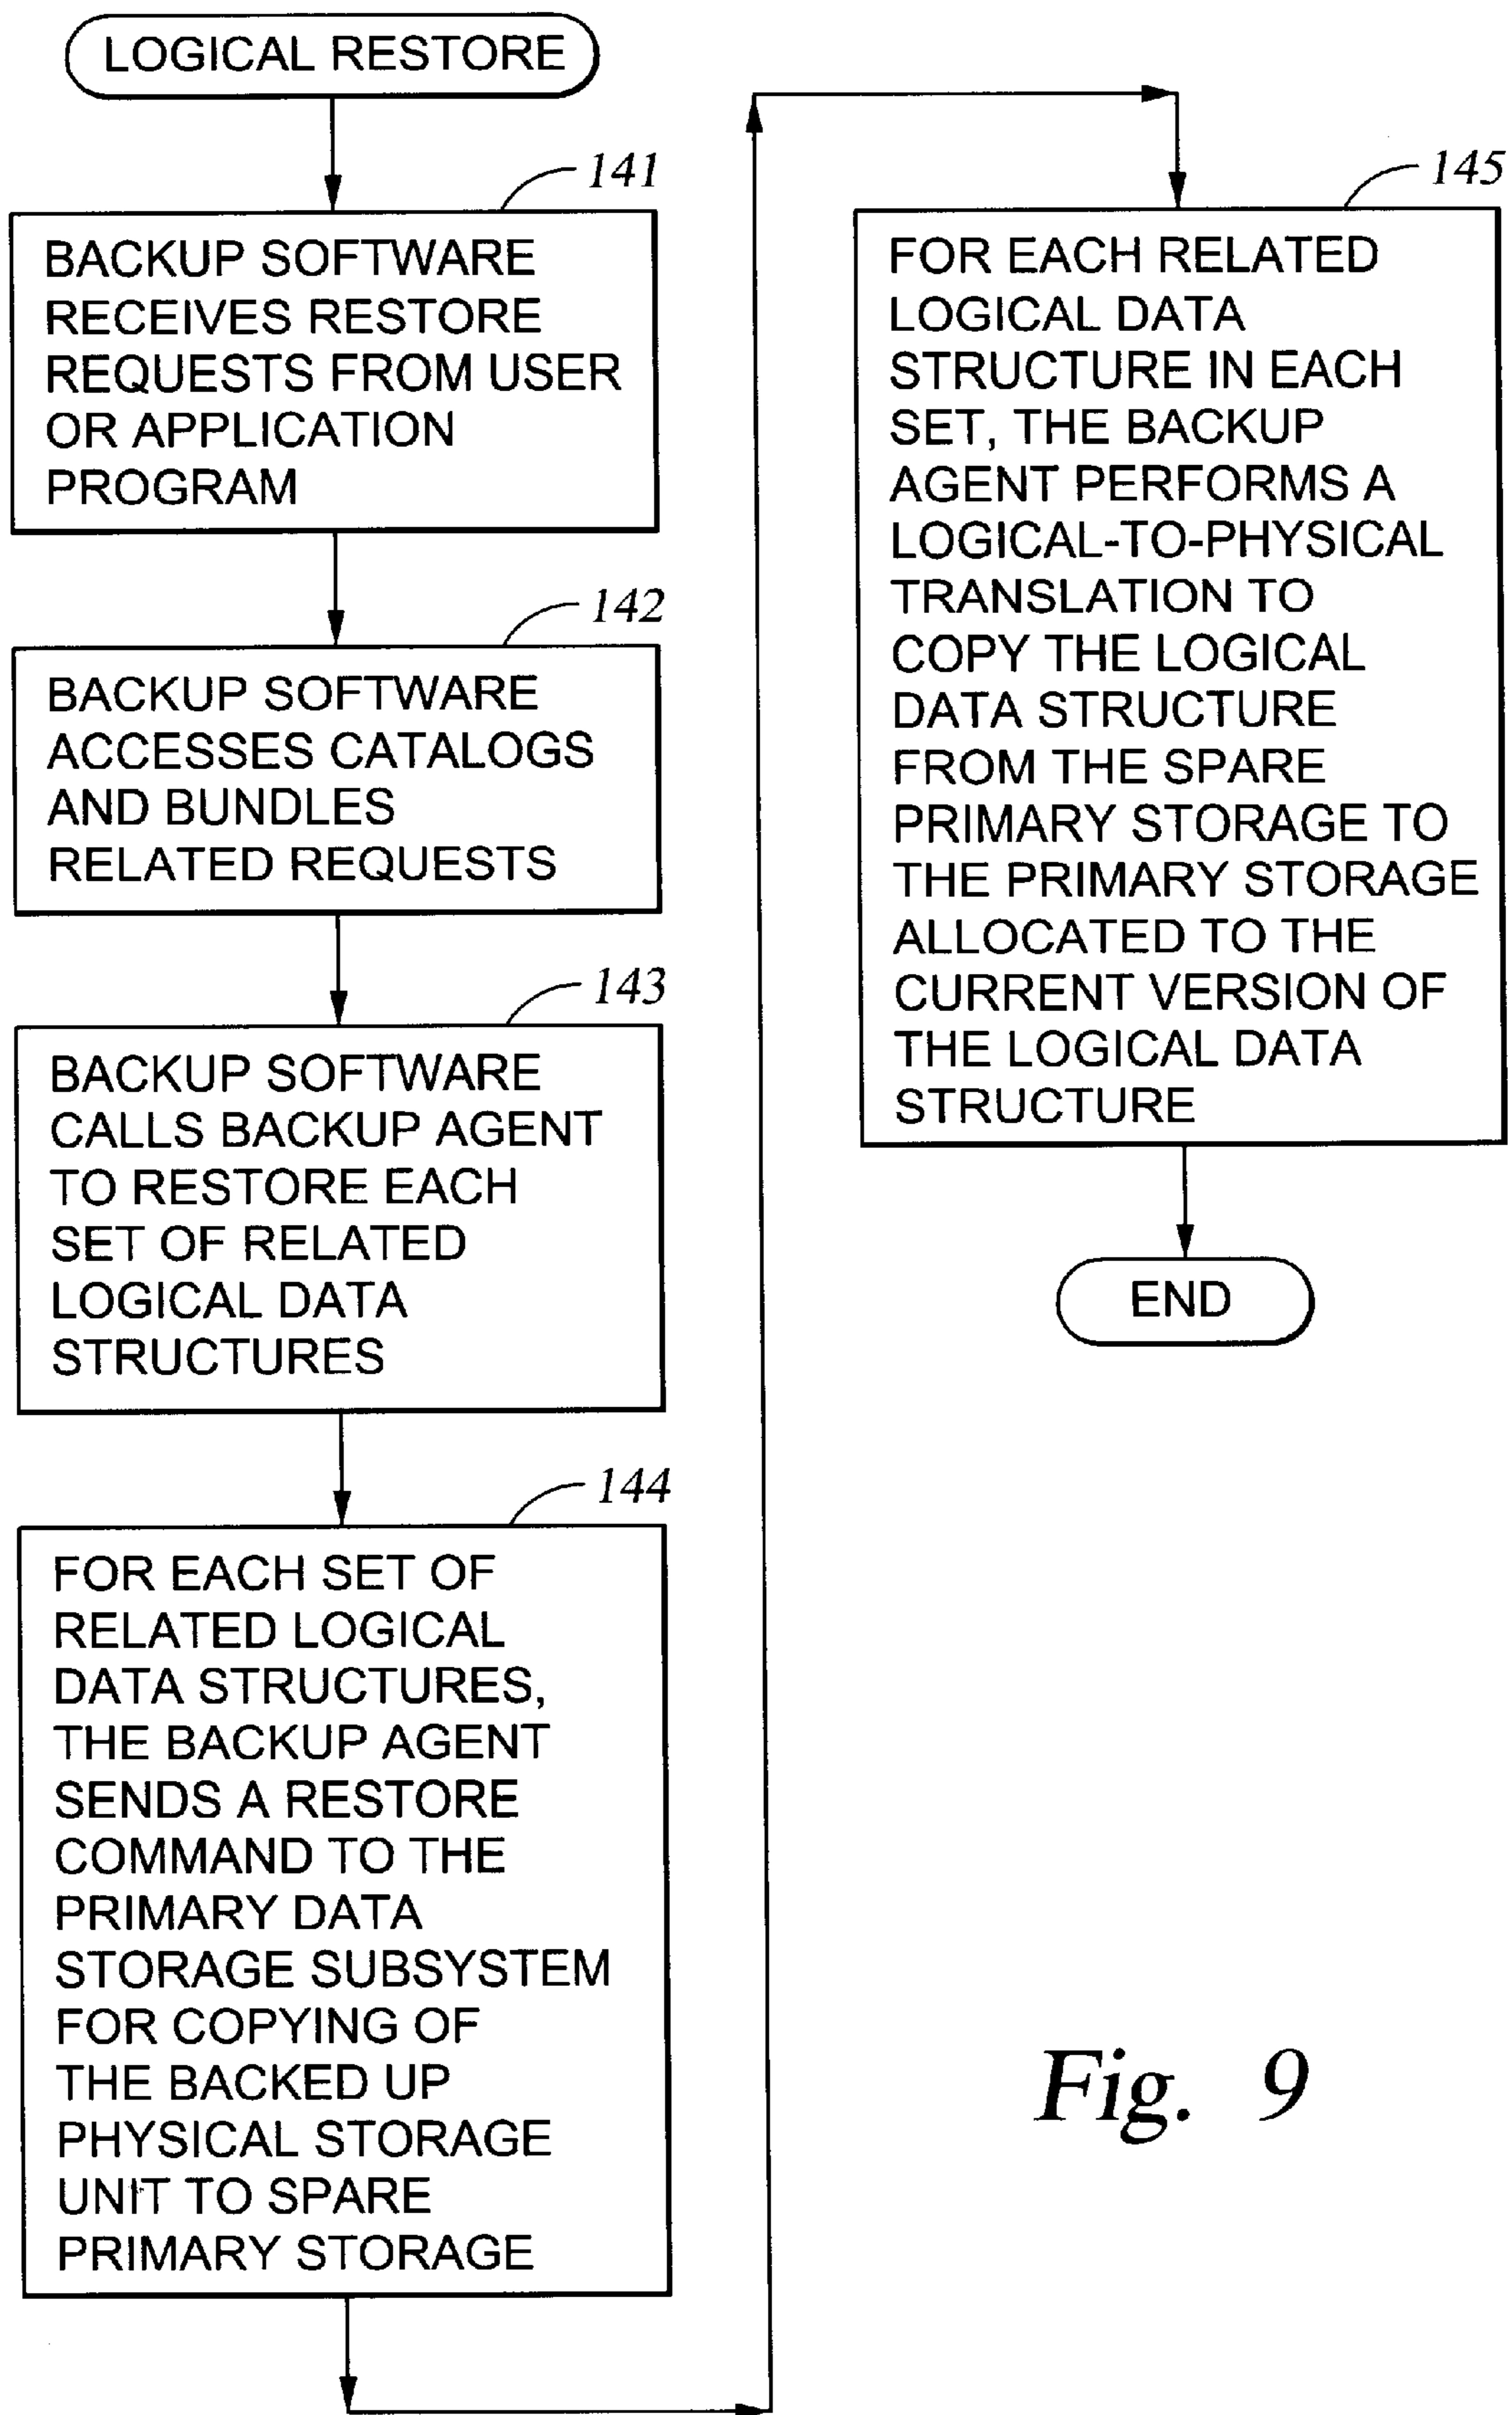 LOGICAL RESTORE
141
BACKUP SOFTWARE
RECEIVES RESTORE
REQUESTS FROM USER
OR APPLICATION
PROGRAM
142
BACKUP SOFTWARE
ACCESSES CATALOGS
AND BUNDLES
RELATED REQUESTS
143
BACKUP SOFTWARE
CALLS BACKUP AGENT
TO RESTORE EACH
SET OF RELATED
LOGICAL DATA
STRUCTURES
144
FOR EACH SET OF
RELATED LOGICAL
DATA STRUCTURES,
THE BACKUP AGENT
SENDS A RESTORE
COMMAND TO THE
PRIMARY DATA
STORAGE SUBSYSTEM
FOR COPYING OF
THE BACKED UP
PHYSICAL STORAGE
UNIT TO SPARE
PRIMARY STORAGE
145
FOR EACH RELATED
LOGICAL DATA
STRUCTURE IN EACH
SET, THE BACKUP
AGENT PERFORMS A
LOGICAL-TO-PHYSICAL
TRANSLATION TO
COPY THE LOGICAL
DATA STRUCTURE
FROM THE SPARE
PRIMARY STORAGE TO
THE PRIMARY STORAGE
ALLOCATED TO THE
CURRENT VERSION OF
THE LOGICAL DATA
STRUCTURE
END
Fig. 9